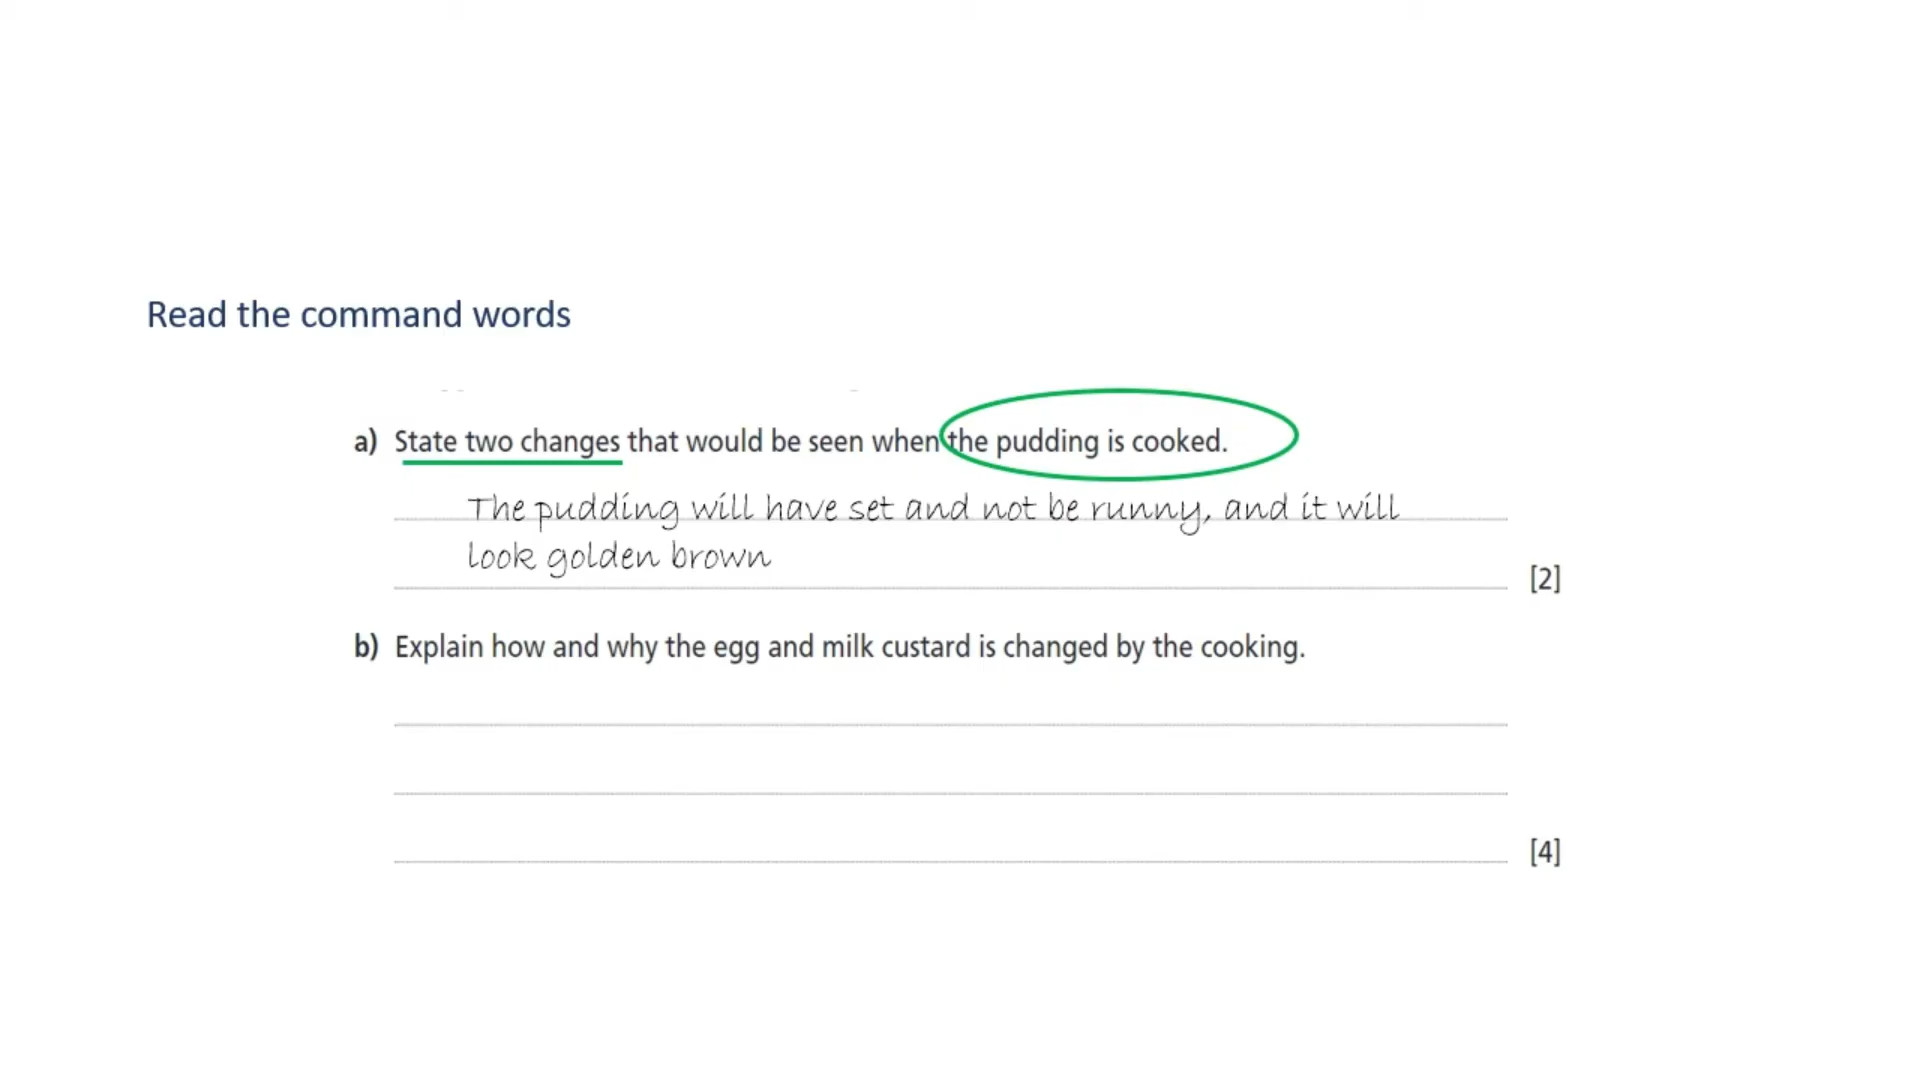 Read the command words
a) State two changes that would be seen when the pudding is cooked.
The pudding will have set and not be runny, and it will
look golden brown
[2]
b) Explain how and why the egg and milk custard is changed by the cooking.
[4]